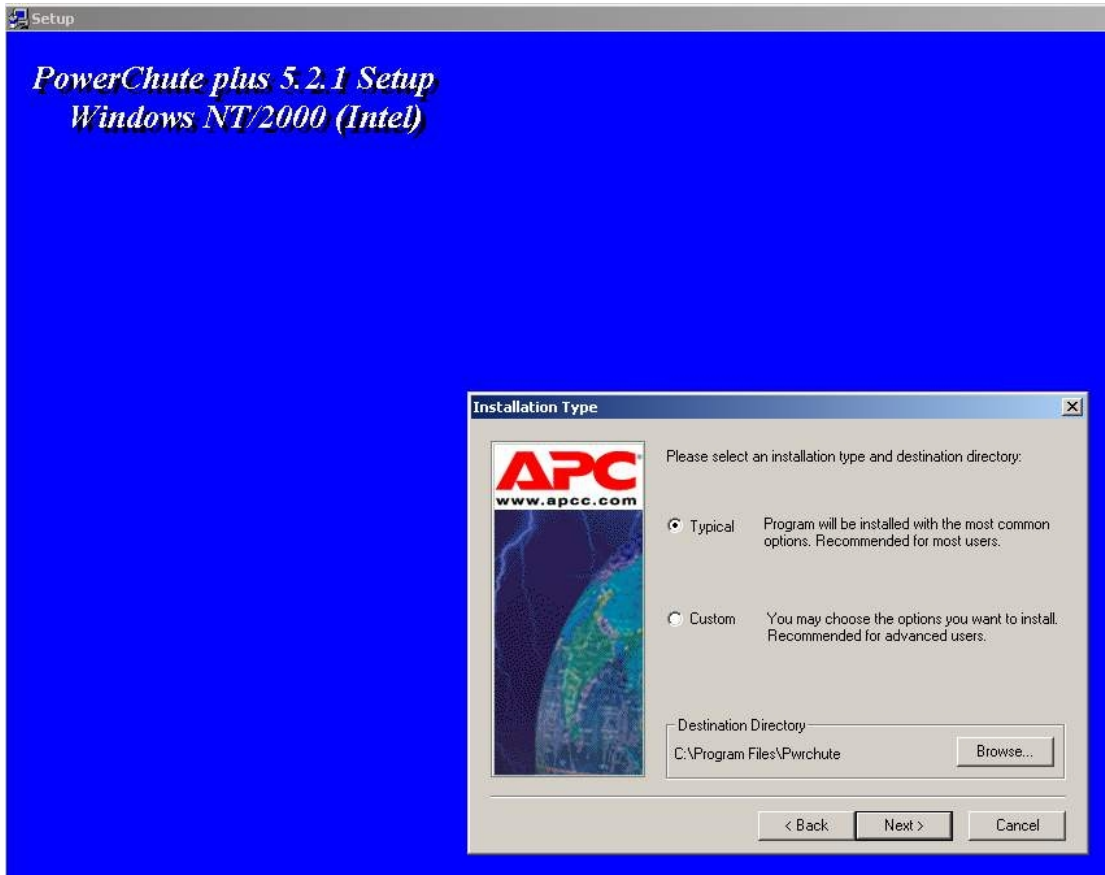 Setup
PowerChute plus 5.2.1 Setup
Windows NT/2000 (Intel)
Installation Type
APC
www.apcc.com
Please select an installation type and destination directory:
Typical
Program will be installed with the most common
options. Recommended for most users.
Custom
You may choose the options you want to install.
Recommended for advanced users.
Destination Directory
C:\Program Files\Pwrchute
Browse...
< Back
Next >
Cancel